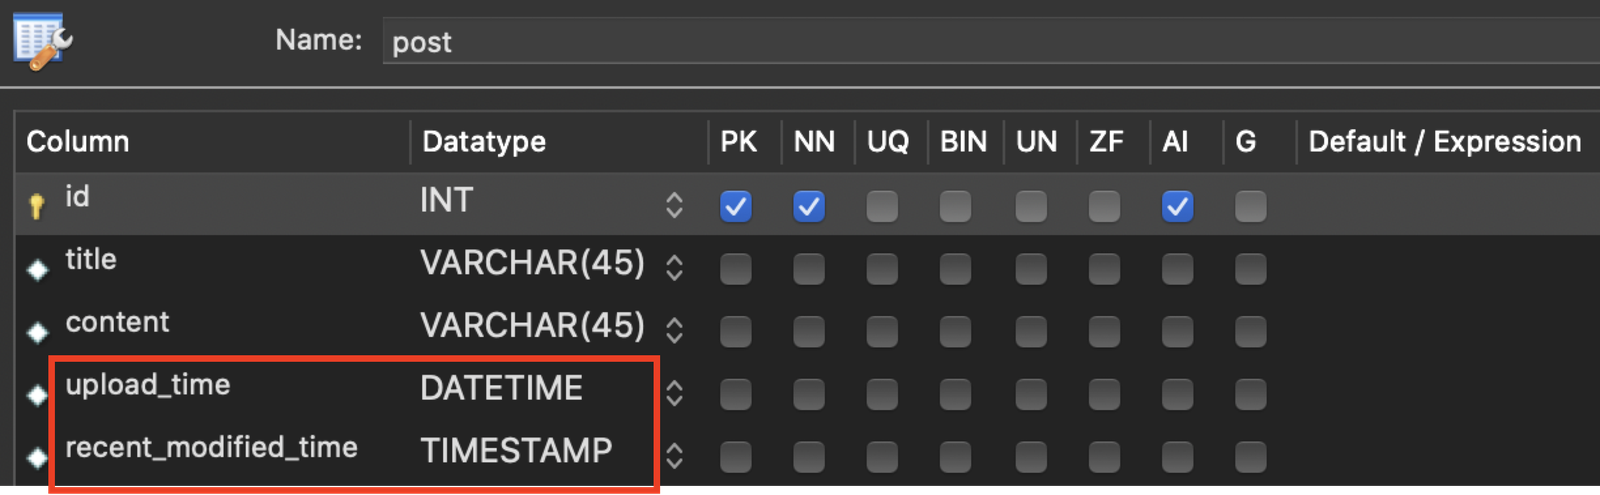 Name: post
Column Datatype PK NN UQ BIN UN ZF AI G Default / Expression
id INT
title VARCHAR(45)
content VARCHAR(45)
upload_time DATETIME
recent_modified_time TIMESTAMP